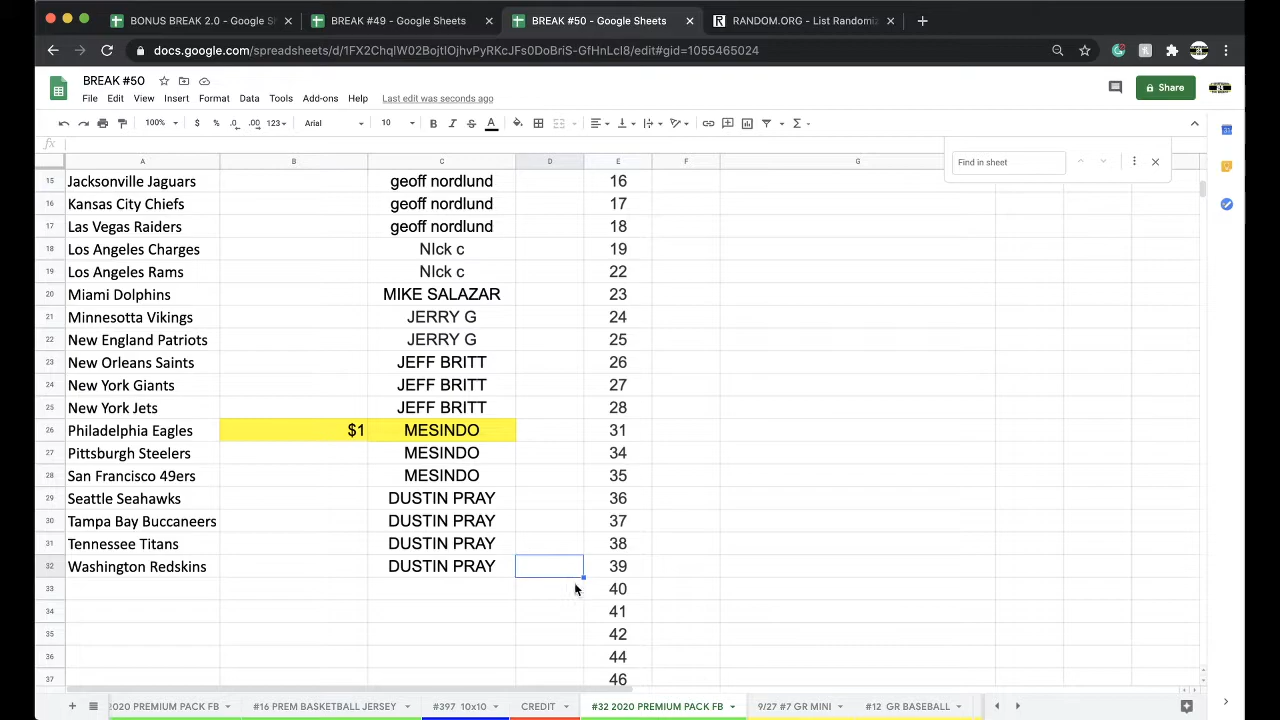 BONUS BREAK 2.0 - Google S
BREAK #49 - Google Sheets
BREAK #50 - Google Sheets
RANDOM.ORG - List Randomiz
docs.google.com/spreadsheets/d/1FX2ChqIW02BojtIOjhvPyRKcJFs0DoBriS-GfHnLcI8/edit#gid=1055465024
BREAK #50
File Edit View Insert Format Data Tools Add-ons Help Last edit was seconds ago
Share
100% $ % .0 .00 123 Arial 10 B I S A
fx
Find in sheet
A B C D E F G
15 Jacksonville Jaguars geoff nordlund 16
16 Kansas City Chiefs geoff nordlund 17
17 Las Vegas Raiders geoff nordlund 18
18 Los Angeles Charges NIck c 19
19 Los Angeles Rams NIck c 22
20 Miami Dolphins MIKE SALAZAR 23
21 Minnesotta Vikings JERRY G 24
22 New England Patriots JERRY G 25
23 New Orleans Saints JEFF BRITT 26
24 New York Giants JEFF BRITT 27
25 New York Jets JEFF BRITT 28
26 Philadelphia Eagles $1 MESINDO 31
27 Pittsburgh Steelers MESINDO 34
28 San Francisco 49ers MESINDO 35
29 Seattle Seahawks DUSTIN PRAY 36
30 Tampa Bay Buccaneers DUSTIN PRAY 37
31 Tennessee Titans DUSTIN PRAY 38
32 Washington Redskins DUSTIN PRAY 39
33 40
34 41
35 42
36 44
37 46
2020 PREMIUM PACK FB #16 PREM BASKETBALL JERSEY #397 10x10 CREDIT #32 2020 PREMIUM PACK FB 9/27 #7 GR MINI #12 GR BASEBALL